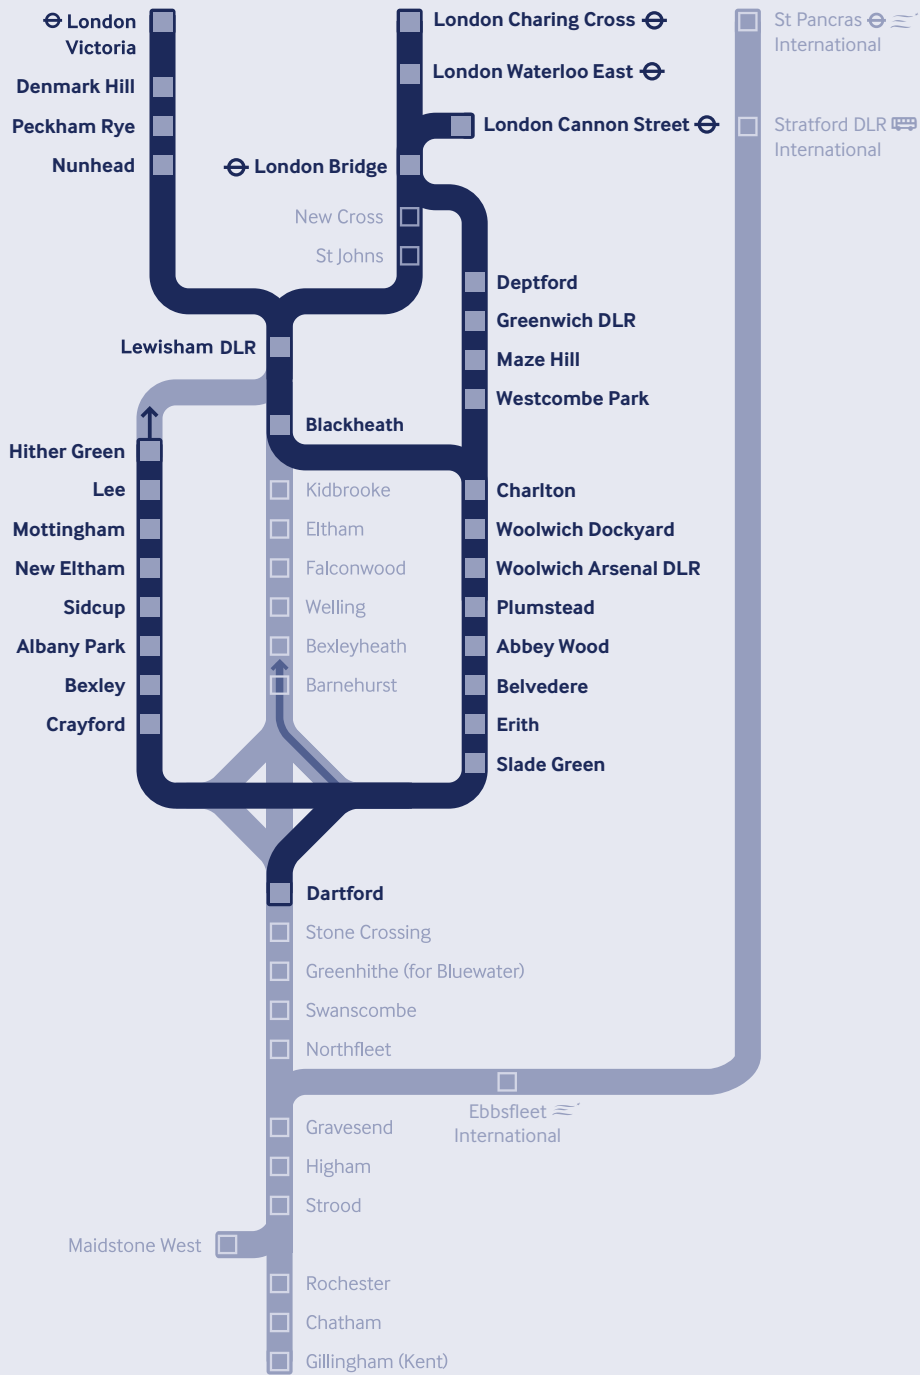 London
Victoria
Denmark Hill
Peckham Rye
Nunhead
London Charing Cross
London Waterloo East
London Cannon Street
London Bridge
New Cross
St Johns
St Pancras
International
Stratford DLR
International
Deptford
Greenwich DLR
Maze Hill
Westcombe Park
Lewisham DLR
Blackheath
Hither Green
Lee
Mottingham
New Eltham
Sidcup
Albany Park
Bexley
Crayford
Kidbrooke
Eltham
Falconwood
Welling
Bexleyheath
Barnehurst
Charlton
Woolwich Dockyard
Woolwich Arsenal DLR
Plumstead
Abbey Wood
Belvedere
Erith
Slade Green
Dartford
Stone Crossing
Greenhithe (for Bluewater)
Swanscombe
Northfleet
Ebbsfleet
International
Gravesend
Higham
Strood
Maidstone West
Rochester
Chatham
Gillingham (Kent)